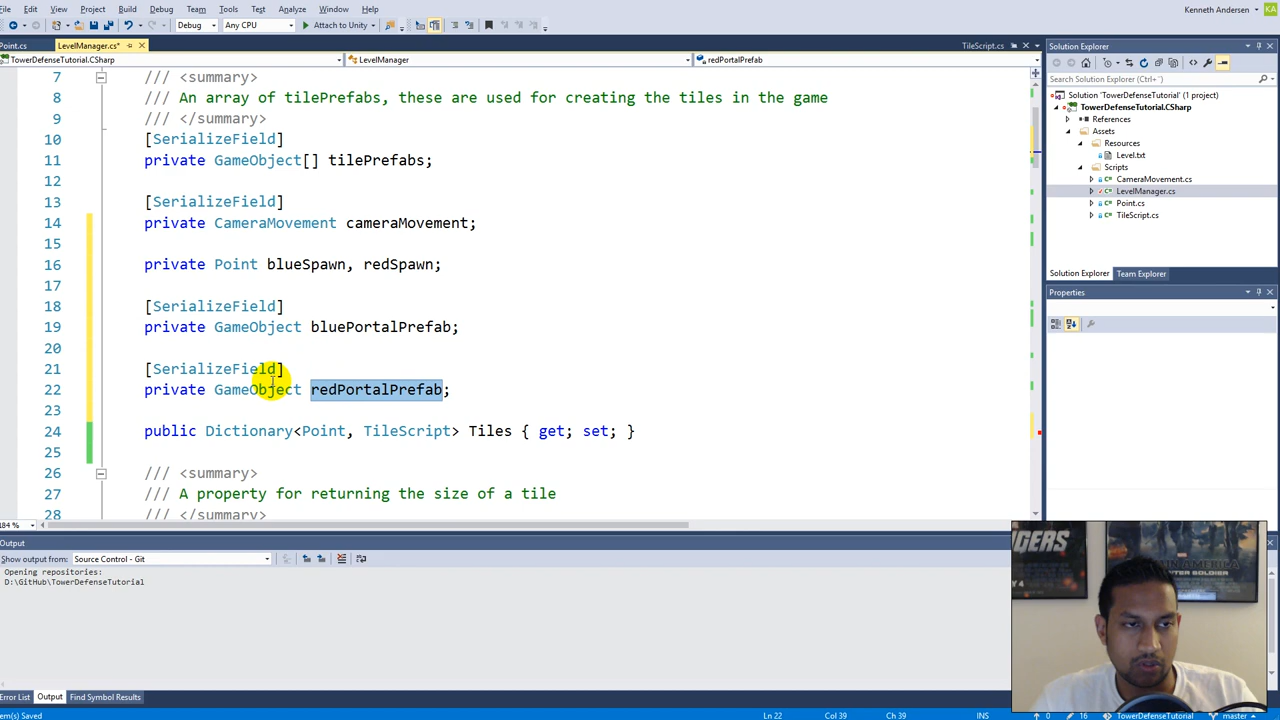 File Edit View Project Build Debug Team Tools Test Analyze Window Help Kenneth Andersen KA
Debug Any CPU Attach to Unity
Point.cs LevelManager.cs* TileScript.cs
TowerDefenseTutorial.CSharp LevelManager redPortalPrefab
7 /// <summary>
8 /// An array of tilePrefabs, these are used for creating the tiles in the game
9 /// </summary>
10 [SerializeField]
11 private GameObject[] tilePrefabs;
12
13 [SerializeField]
14 private CameraMovement cameraMovement;
15
16 private Point blueSpawn, redSpawn;
17
18 [SerializeField]
19 private GameObject bluePortalPrefab;
20
21 [SerializeField]
22 private GameObject redPortalPrefab;
23
24 public Dictionary<Point, TileScript> Tiles { get; set; }
25
26 /// <summary>
27 /// A property for returning the size of a tile
28 /// </summary>
184 %
Solution Explorer
Search Solution Explorer (Ctrl+')
Solution 'TowerDefenseTutorial' (1 project)
TowerDefenseTutorial.CSharp
References
Assets
Resources
Level.txt
Scripts
CameraMovement.cs
LevelManager.cs
Point.cs
TileScript.cs
Solution Explorer Team Explorer
Properties
Output
Show output from: Source Control - Git
Opening repositories:
D:\GitHub\TowerDefenseTutorial
Error List Output Find Symbol Results
em(s) Saved Ln 22 Col 39 Ch 39 INS 0 16 TowerDefenseTutorial master